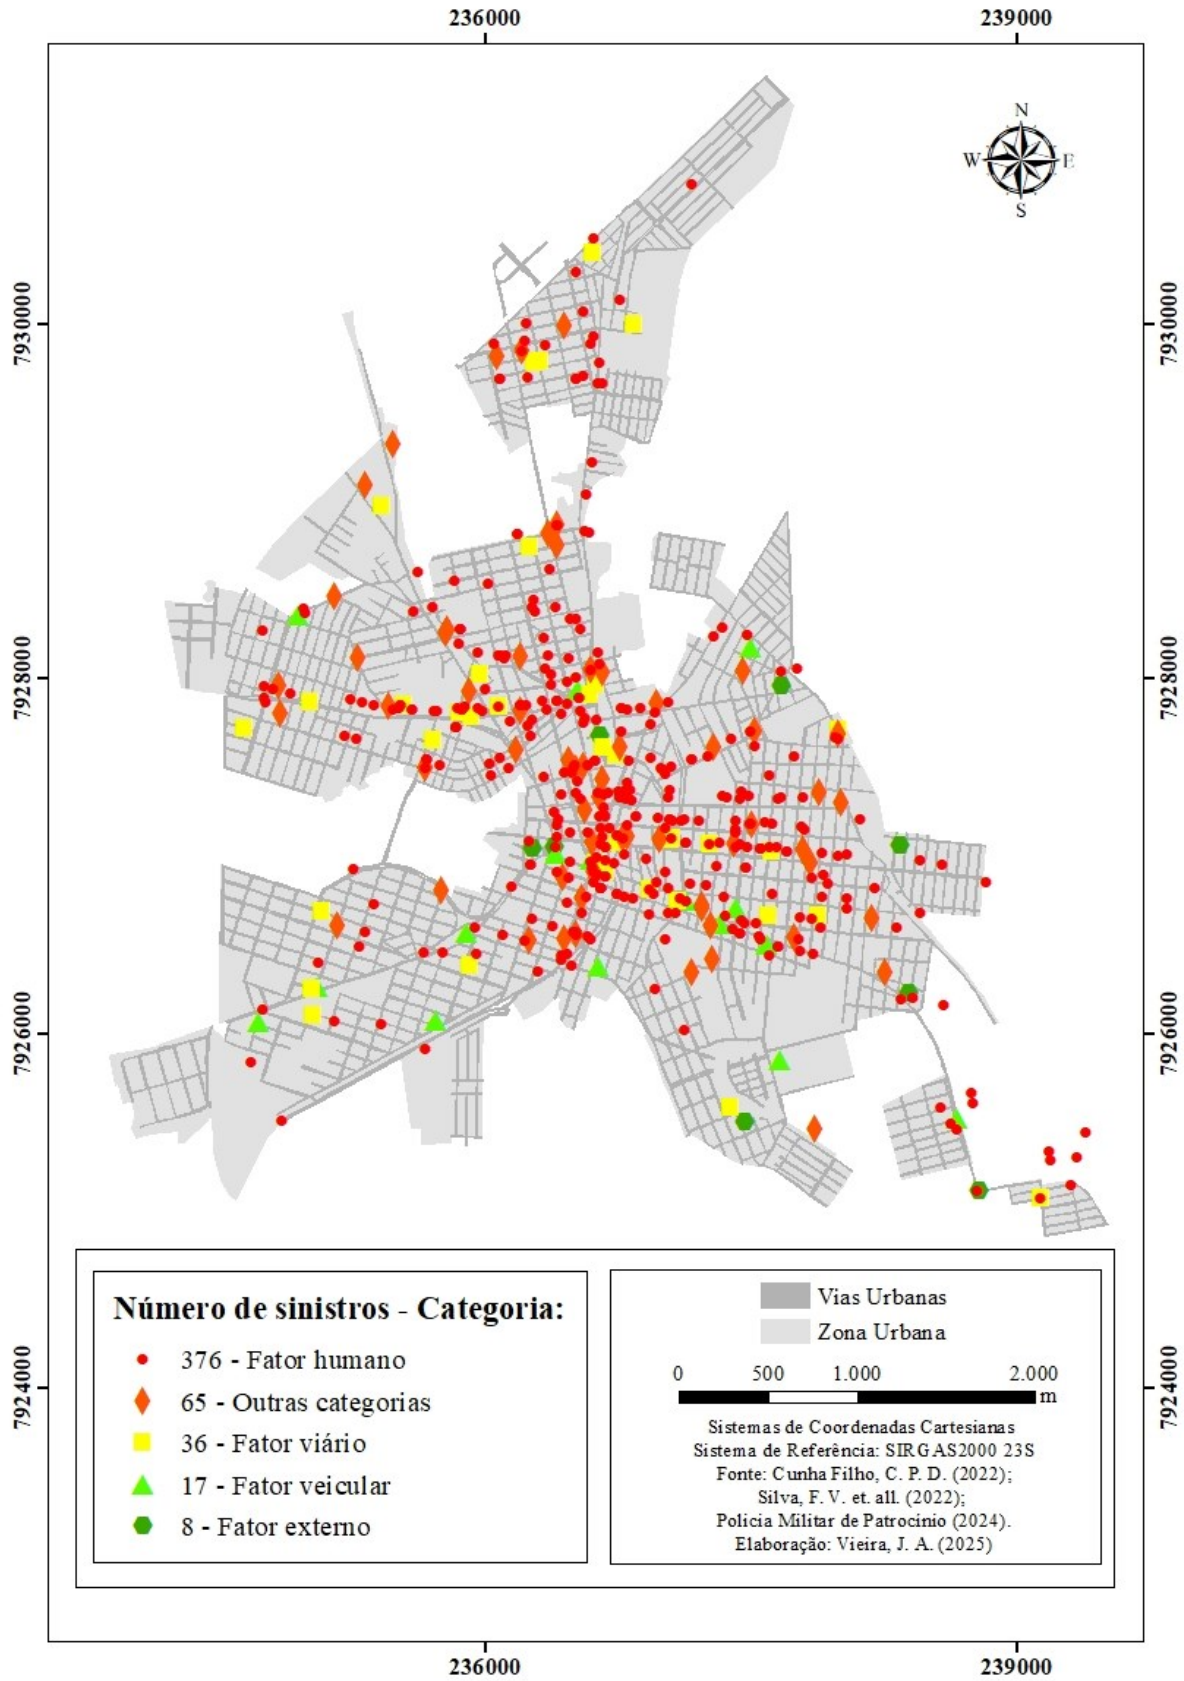 236000
239000
N
W
E
S
7930000
7930000
7928000
7928000
7926000
7926000
7924000
7924000
Número de sinistros - Categoria:
376 - Fator humano
65 - Outras categorias
36 - Fator viário
17 - Fator veicular
8 - Fator externo
Vias Urbanas
Zona Urbana
0 500 1.000 2.000
m
Sistemas de Coordenadas Cartesianas
Sistema de Referência: SIRGAS2000 23S
Fonte: Cunha Filho, C. P. D. (2022);
Silva, F. V. et. all. (2022);
Policia Militar de Patrocinio (2024).
Elaboração: Vieira, J. A. (2025)
236000
239000